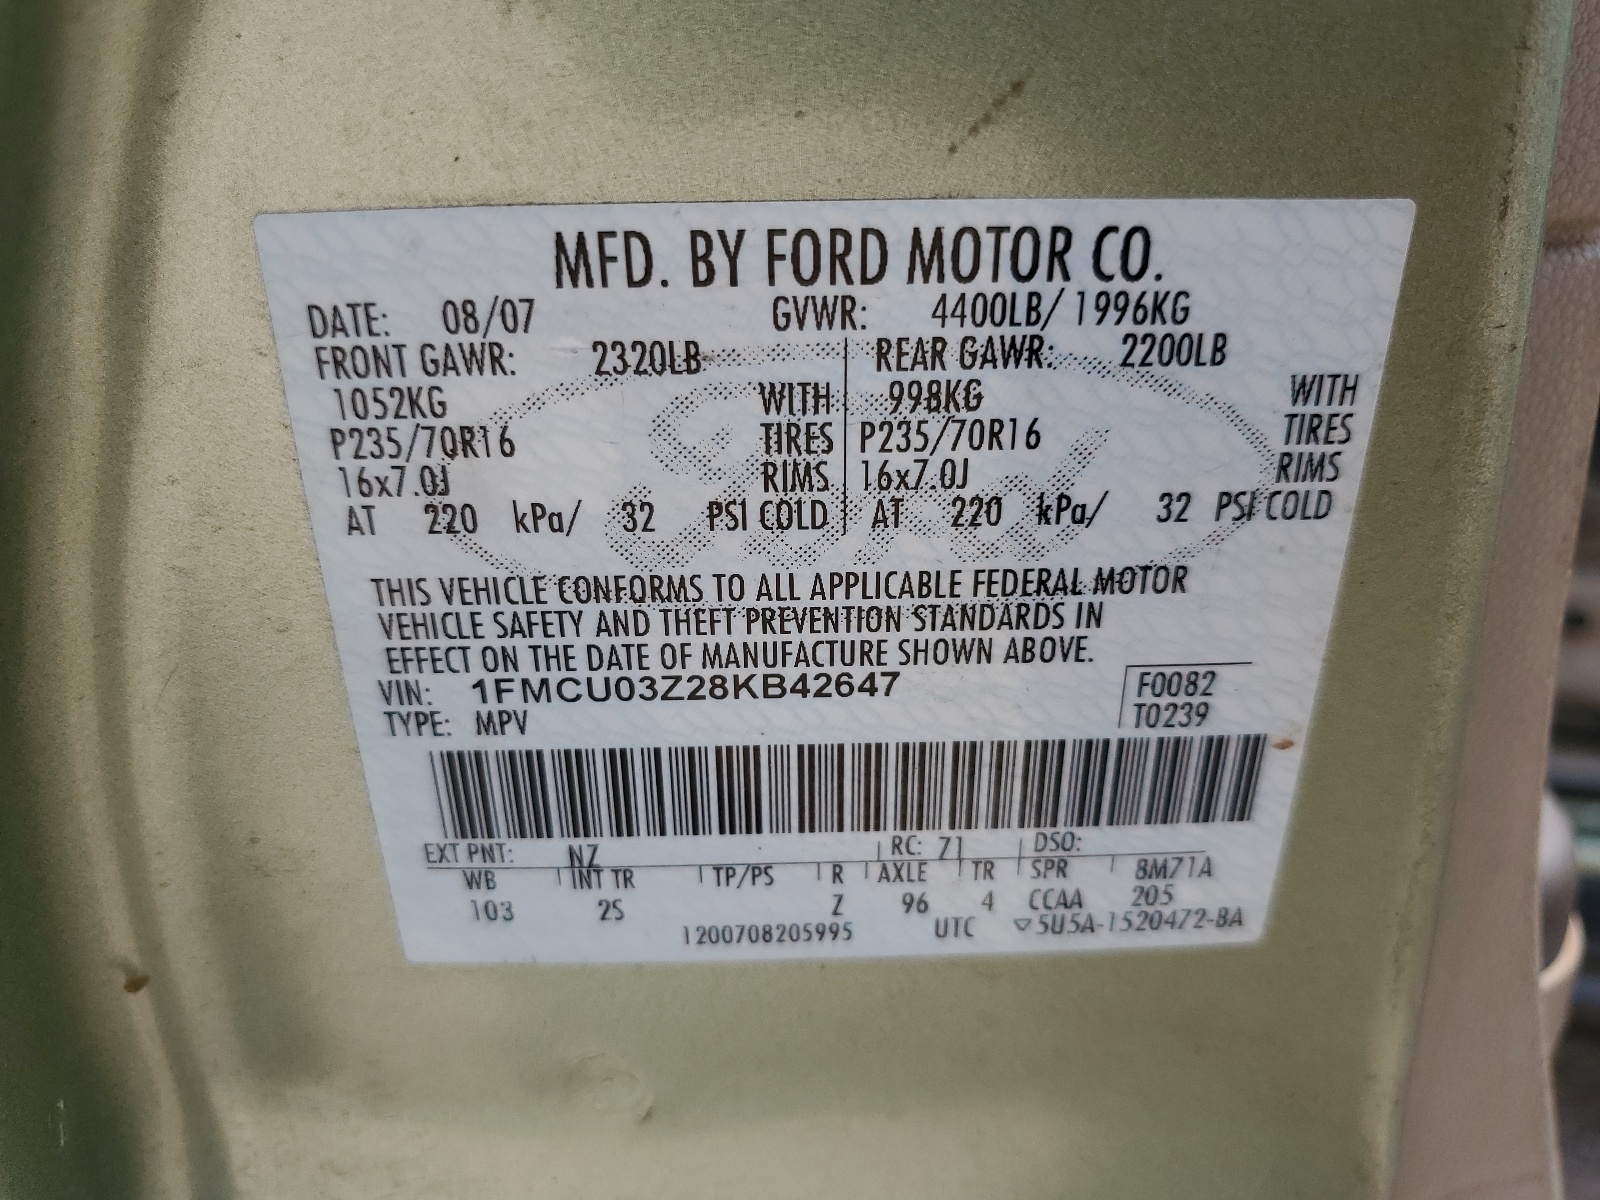 MFD. BY FORD MOTOR CO.
DATE: 08/07 GVWR: 4400LB/ 1996KG
FRONT GAWR: 2320LB REAR GAWR: 2200LB
1052KG WITH 998KG WITH
P235/70R16 TIRES P235/70R16 TIRES
16x7.0J RIMS 16x7.0J RIMS
AT 220 kPa/ 32 PSI COLD AT 220 kPa/ 32 PSI COLD
THIS VEHICLE CONFORMS TO ALL APPLICABLE FEDERAL MOTOR
VEHICLE SAFETY AND THEFT PREVENTION STANDARDS IN
EFFECT ON THE DATE OF MANUFACTURE SHOWN ABOVE.
VIN: 1FMCU03Z28KB42647 F0082
TYPE: MPV T0239
EXT PNT: NZ RC: 71 DSO:
WB INT TR TP/PS R AXLE TR SPR 8M71A
103 2S Z 96 4 CCAA 205
1200708205995 UTC ▽5U5A-1520472-BA